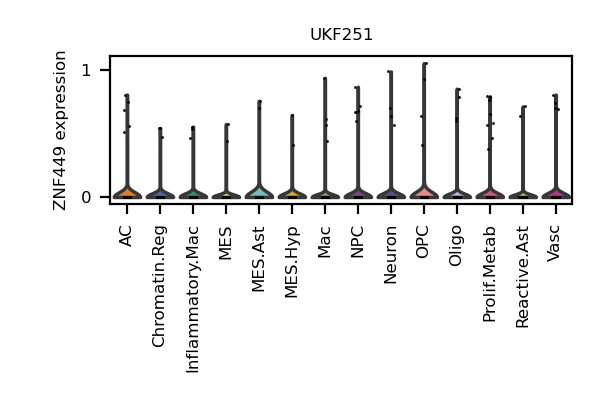 UKF251
ZNF449 expression
1
0
AC
Chromatin.Reg
Inflammatory.Mac
MES
MES.Ast
MES.Hyp
Mac
NPC
Neuron
OPC
Oligo
Prolif.Metab
Reactive.Ast
Vasc